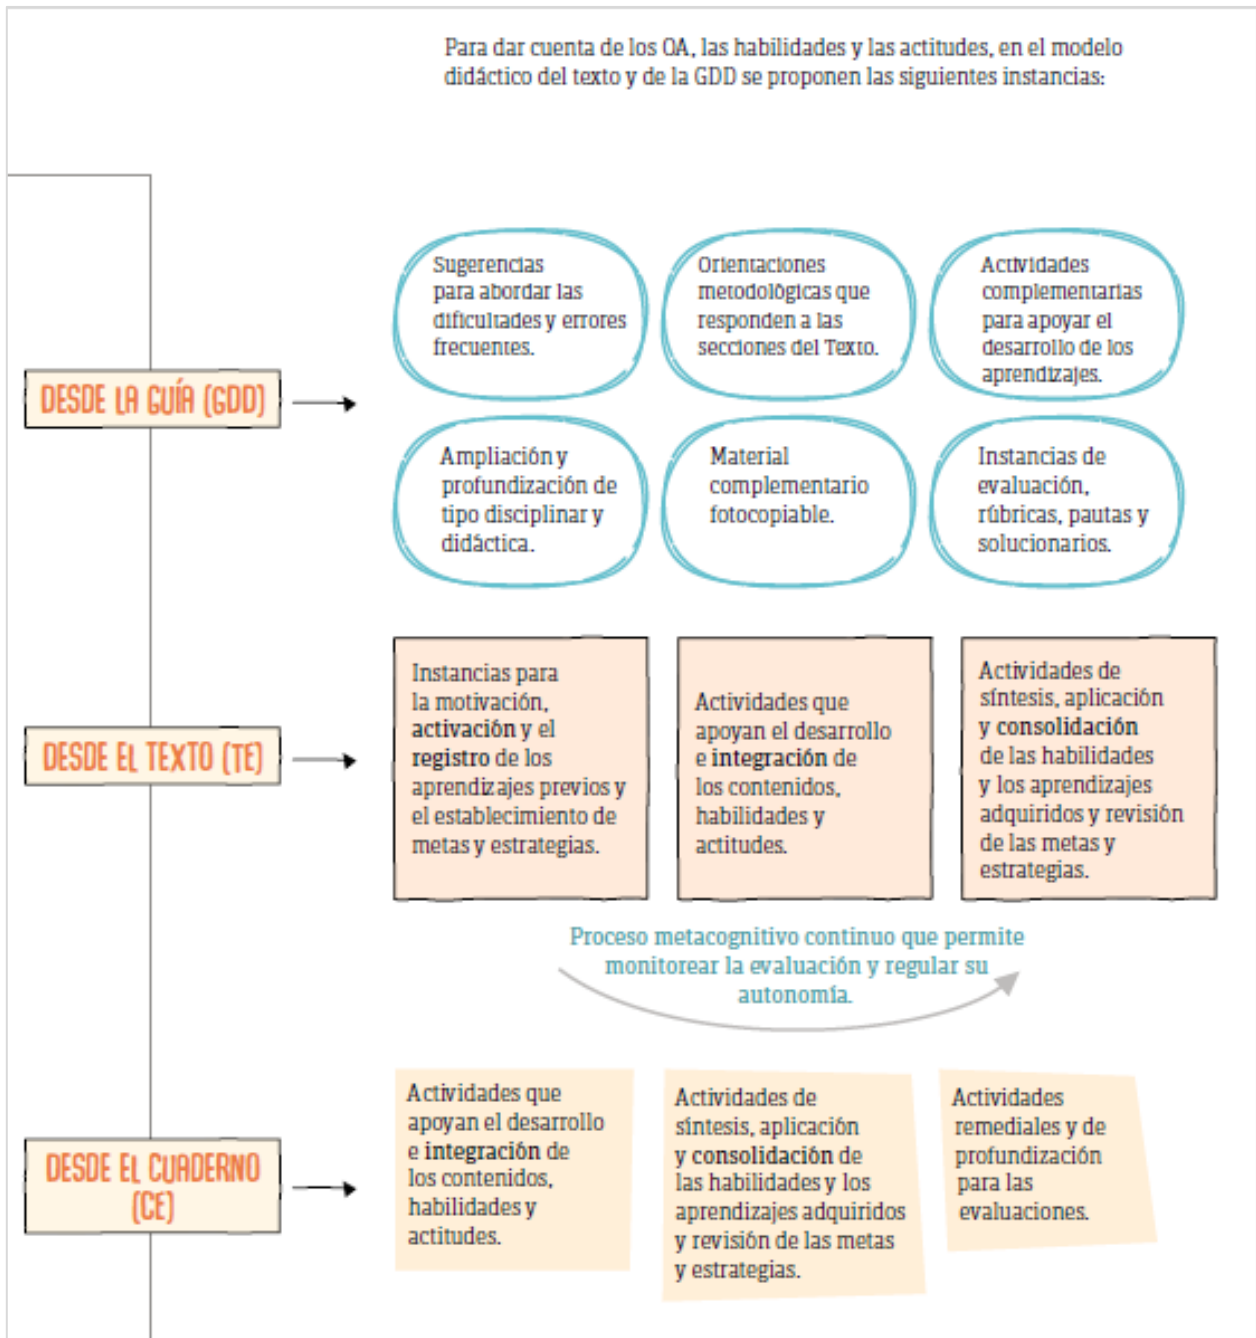 Para dar cuenta de los OA, las habilidades y las actitudes, en el modelo
didáctico del texto y de la GDD se proponen las siguientes instancias:
DESDE LA GUÍA (GDD)
Sugerencias
para abordar las
dificultades y errores
frecuentes.
Orientaciones
metodológicas que
responden a las
secciones del Texto.
Actividades
complementarias
para apoyar el
desarrollo de los
aprendizajes.
Ampliación y
profundización de
tipo disciplinar y
didáctica.
Material
complementario
fotocopiable.
Instancias de
evaluación,
rúbricas, pautas y
solucionarios.
DESDE EL TEXTO (TE)
Instancias para
la motivación,
activación y el
registro de los
aprendizajes previos y
el establecimiento de
metas y estrategias.
Actividades que
apoyan el desarrollo
e integración de
los contenidos,
habilidades y
actitudes.
Actividades de
síntesis, aplicación
y consolidación
de las habilidades
y los aprendizajes
adquiridos y revisión
de las metas y
estrategias.
Proceso metacognitivo continuo que permite
monitorear la evaluación y regular su
autonomía.
DESDE EL CUADERNO
(CE)
Actividades que
apoyan el desarrollo
e integración de
los contenidos,
habilidades y
actitudes.
Actividades de
síntesis, aplicación
y consolidación de
las habilidades y los
aprendizajes adquiridos
y revisión de las metas
y estrategias.
Actividades
remediales y de
profundización
para las
evaluaciones.